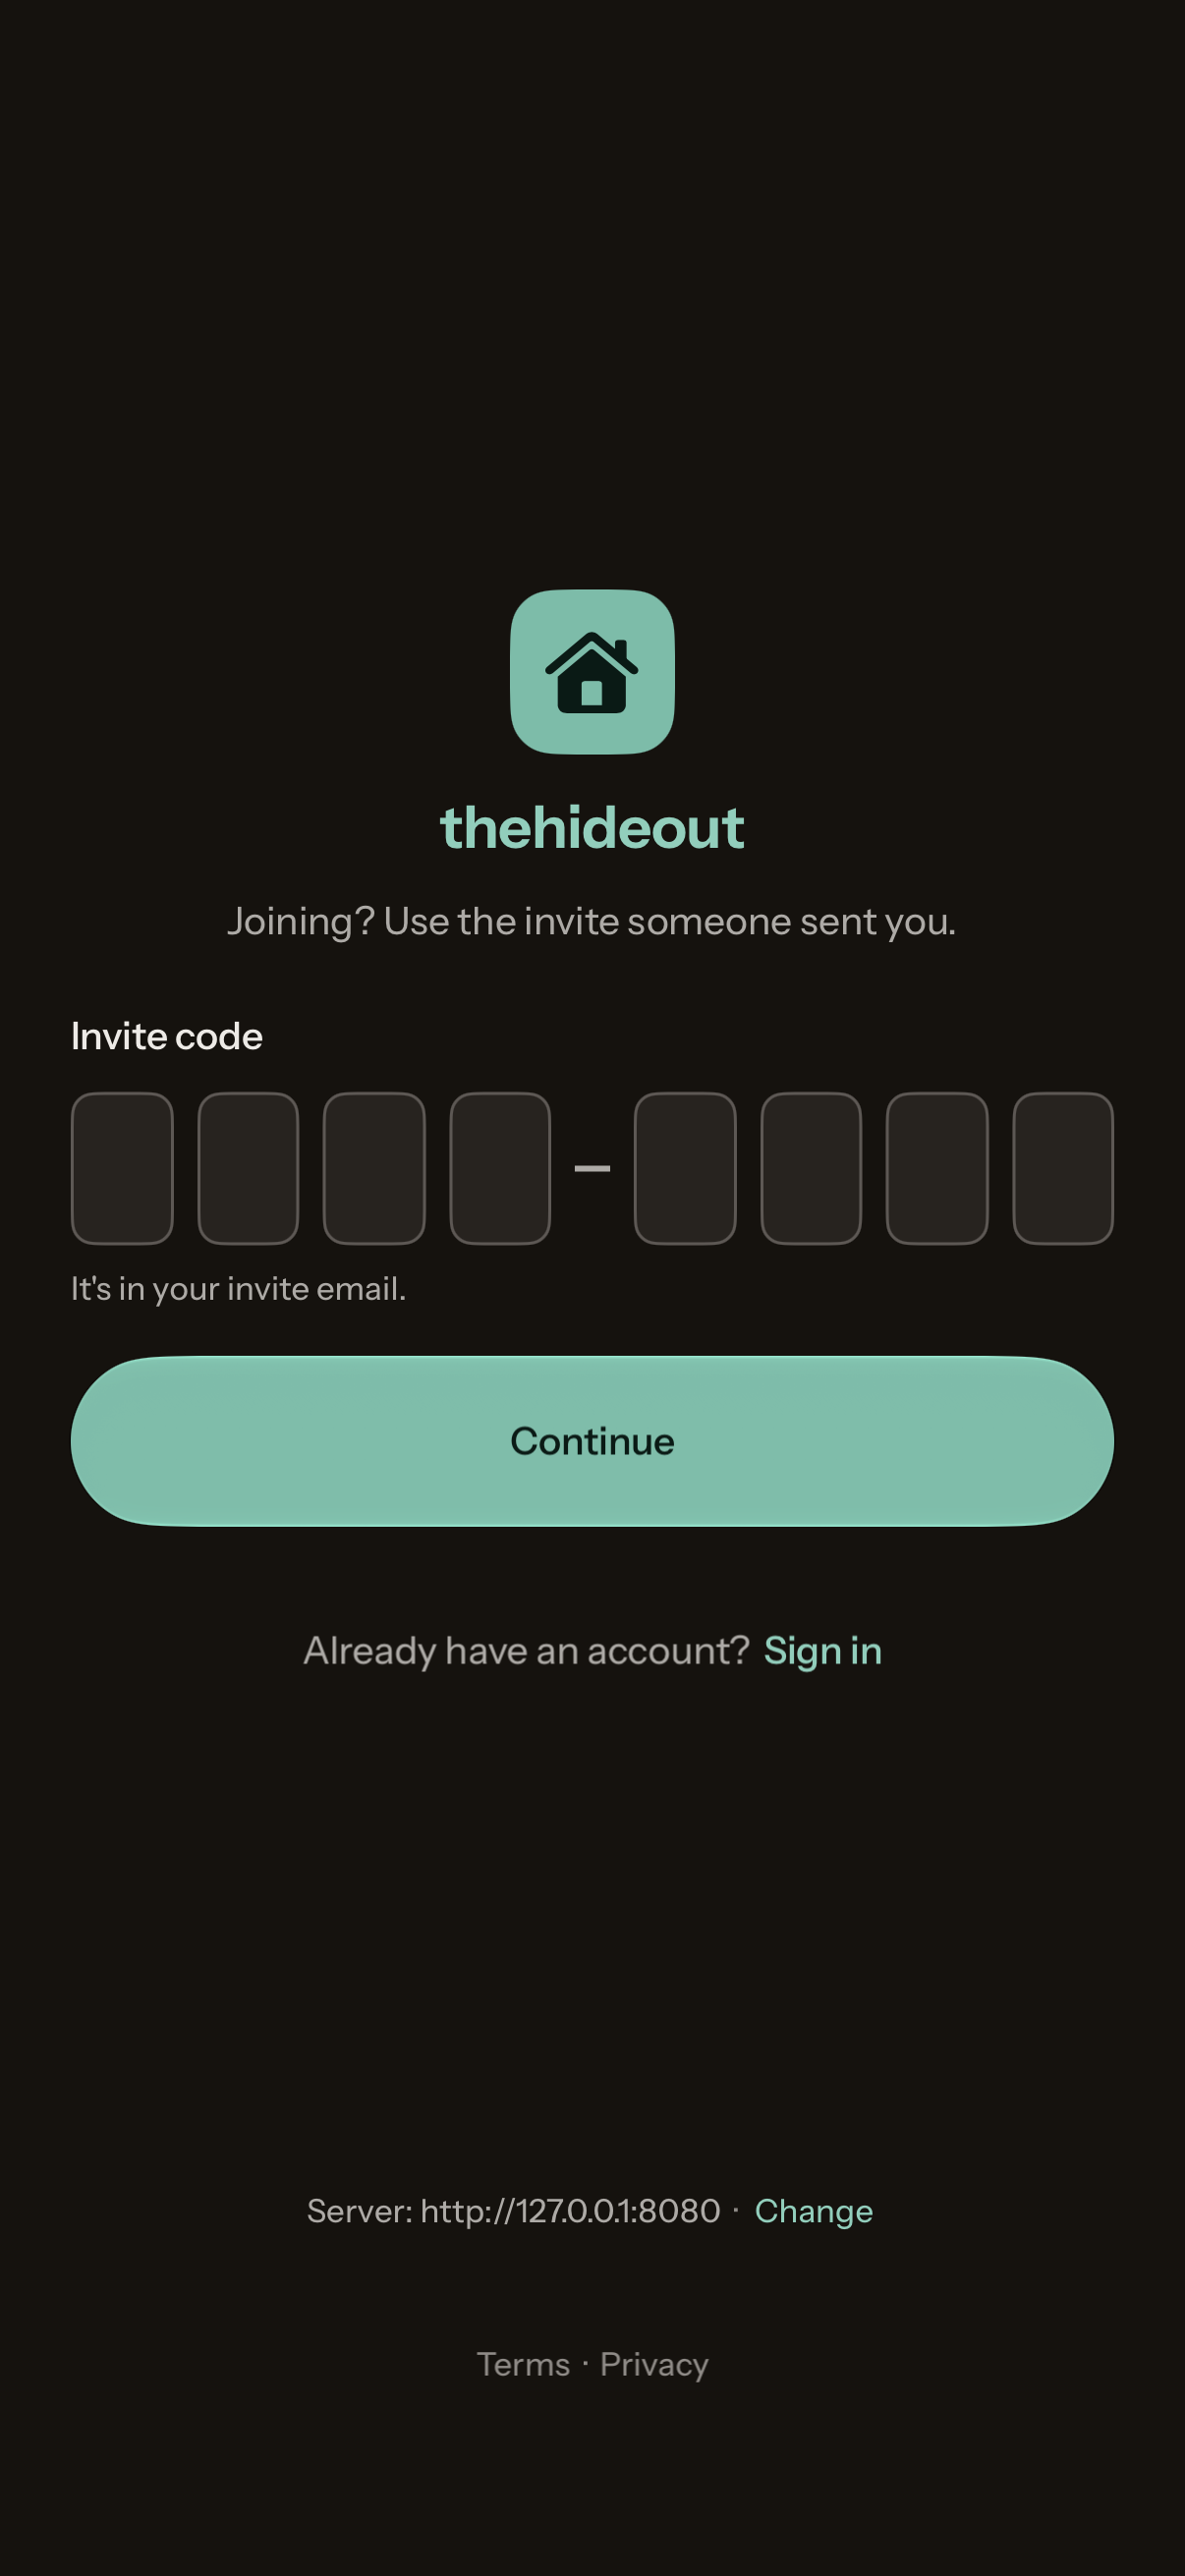 thehideout
Joining? Use the invite someone sent you.
Invite code
–
It's in your invite email.
Continue
Already have an account? Sign in
Server: http://127.0.0.1:8080 · Change
Terms · Privacy